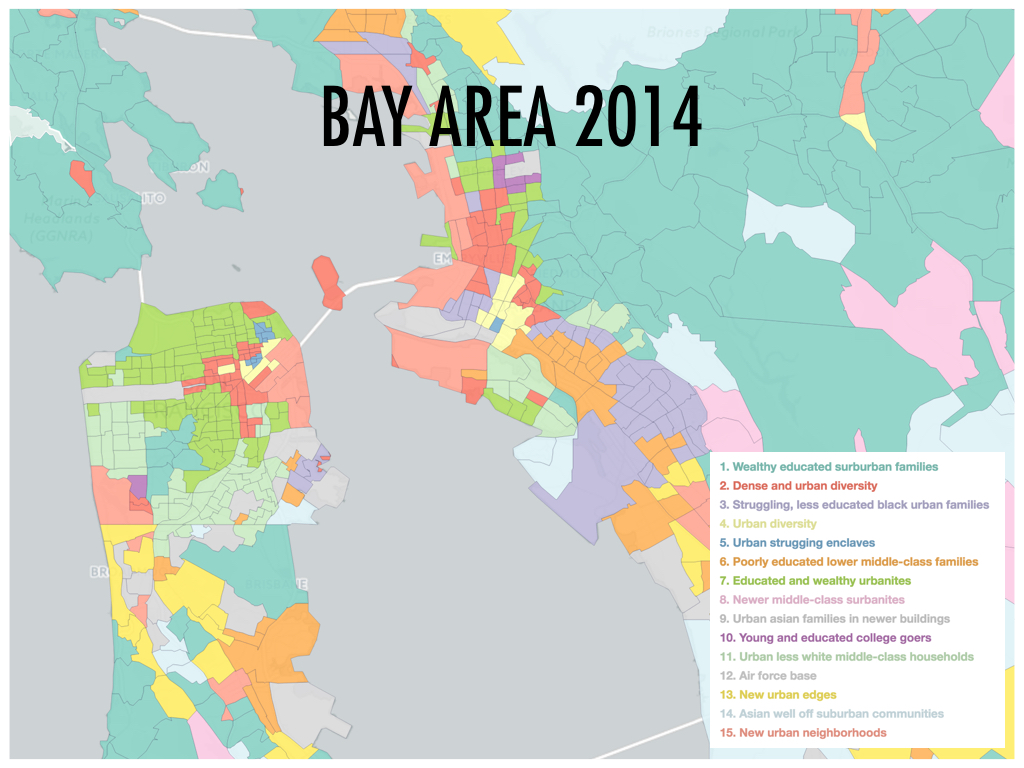 Briones Regional Park
BAY AREA 2014
ITO
Headlands
(GGNRA)
EM
BR
1. Wealthy educated surburban families
2. Dense and urban diversity
3. Struggling, less educated black urban families
4. Urban diversity
5. Urban strugging enclaves
6. Poorly educated lower middle-class families
7. Educated and wealthy urbanites
8. Newer middle-class surbanites
9. Urban asian families in newer buildings
10. Young and educated college goers
11. Urban less white middle-class households
12. Air force base
13. New urban edges
14. Asian well off suburban communities
15. New urban neighborhoods